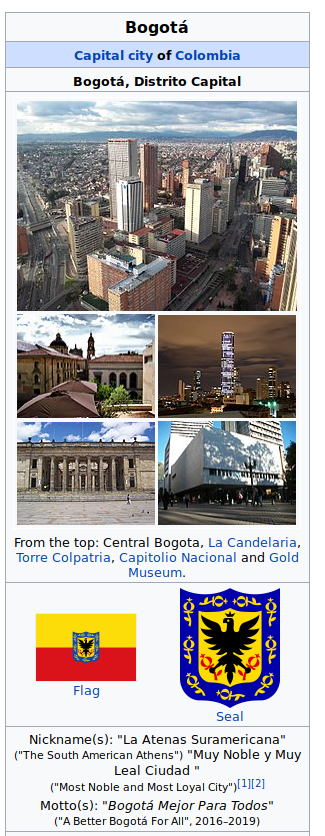 Bogotá
Capital city of Colombia
Bogotá, Distrito Capital
From the top: Central Bogota, La Candelaria,
Torre Colpatria, Capitolio Nacional and Gold
Museum.
Flag
Seal
Nickname(s): "La Atenas Suramericana"
("The South American Athens") "Muy Noble y Muy
Leal Ciudad "
("Most Noble and Most Loyal City")[1][2]
Motto(s): "Bogotá Mejor Para Todos"
("A Better Bogotá For All", 2016–2019)